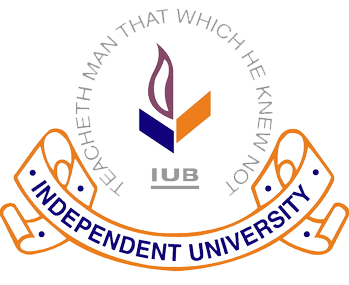 TEACHETH MAN THAT WHICH HE KNEW NOT
IUB
• INDEPENDENT UNIVERSITY •